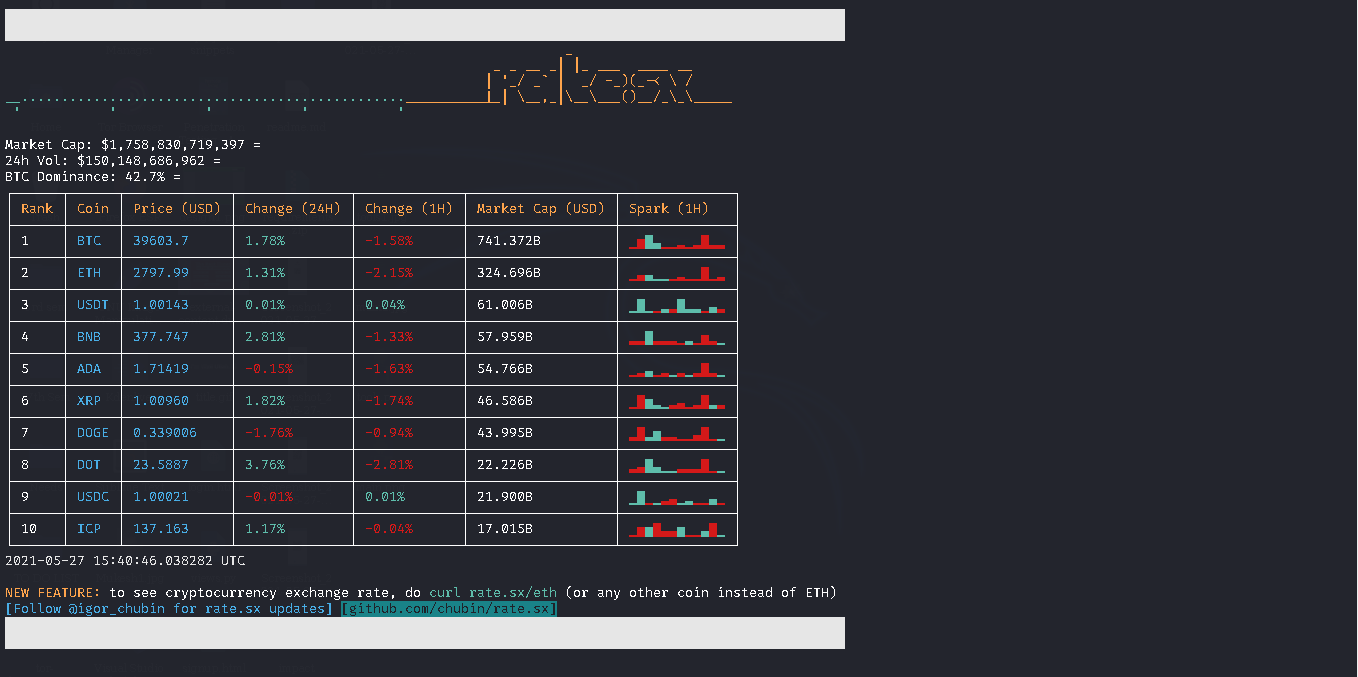 rate.sx
Market Cap: $1,758,830,719,397 =
24h Vol: $150,148,686,962 =
BTC Dominance: 42.7% =
Rank Coin Price (USD) Change (24H) Change (1H) Market Cap (USD) Spark (1H)
1 BTC 39603.7 1.78% -1.58% 741.372B
2 ETH 2797.99 1.31% -2.15% 324.696B
3 USDT 1.00143 0.01% 0.04% 61.006B
4 BNB 377.747 2.81% -1.33% 57.959B
5 ADA 1.71419 -0.15% -1.63% 54.766B
6 XRP 1.00960 1.82% -1.74% 46.586B
7 DOGE 0.339006 -1.76% -0.94% 43.995B
8 DOT 23.5887 3.76% -2.81% 22.226B
9 USDC 1.00021 -0.01% 0.01% 21.900B
10 ICP 137.163 1.17% -0.04% 17.015B
2021-05-27 15:40:46.038282 UTC
NEW FEATURE: to see cryptocurrency exchange rate, do curl rate.sx/eth (or any other coin instead of ETH)
[Follow @igor_chubin for rate.sx updates] [github.com/chubin/rate.sx]